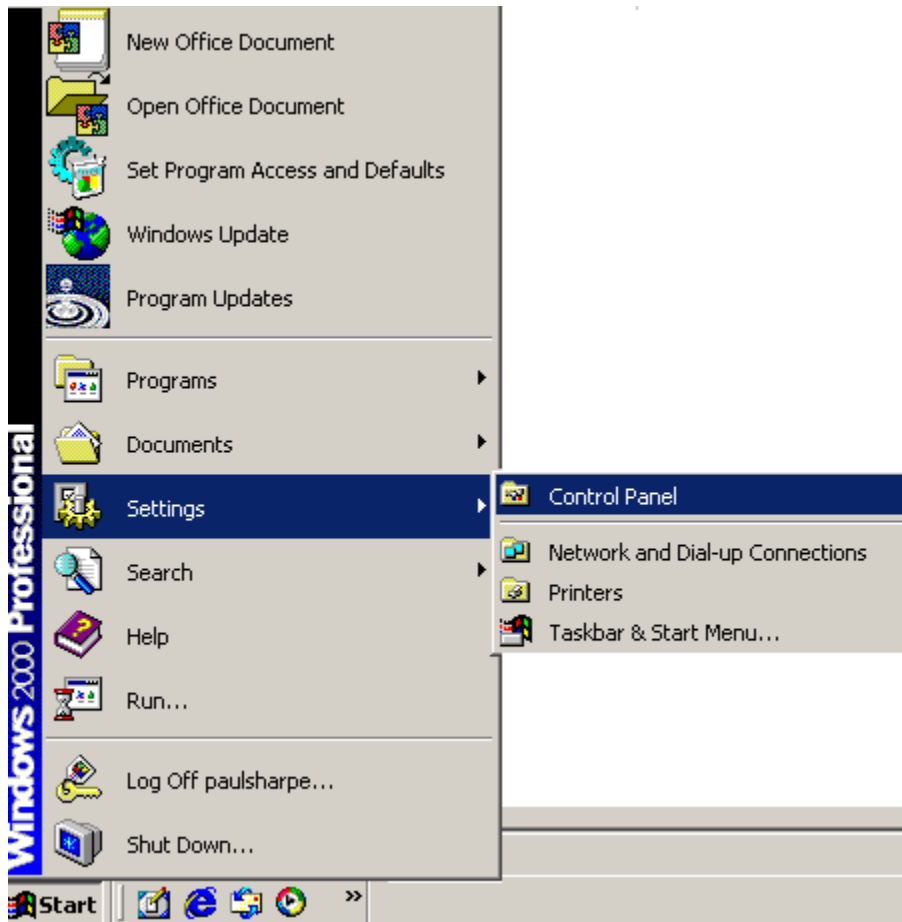 New Office Document
Open Office Document
Set Program Access and Defaults
Windows Update
Program Updates
Programs
Documents
Settings
Search
Help
Run...
Log Off paulsharpe...
Shut Down...
Control Panel
Network and Dial-up Connections
Printers
Taskbar & Start Menu...
Windows 2000 Professional
Start
»